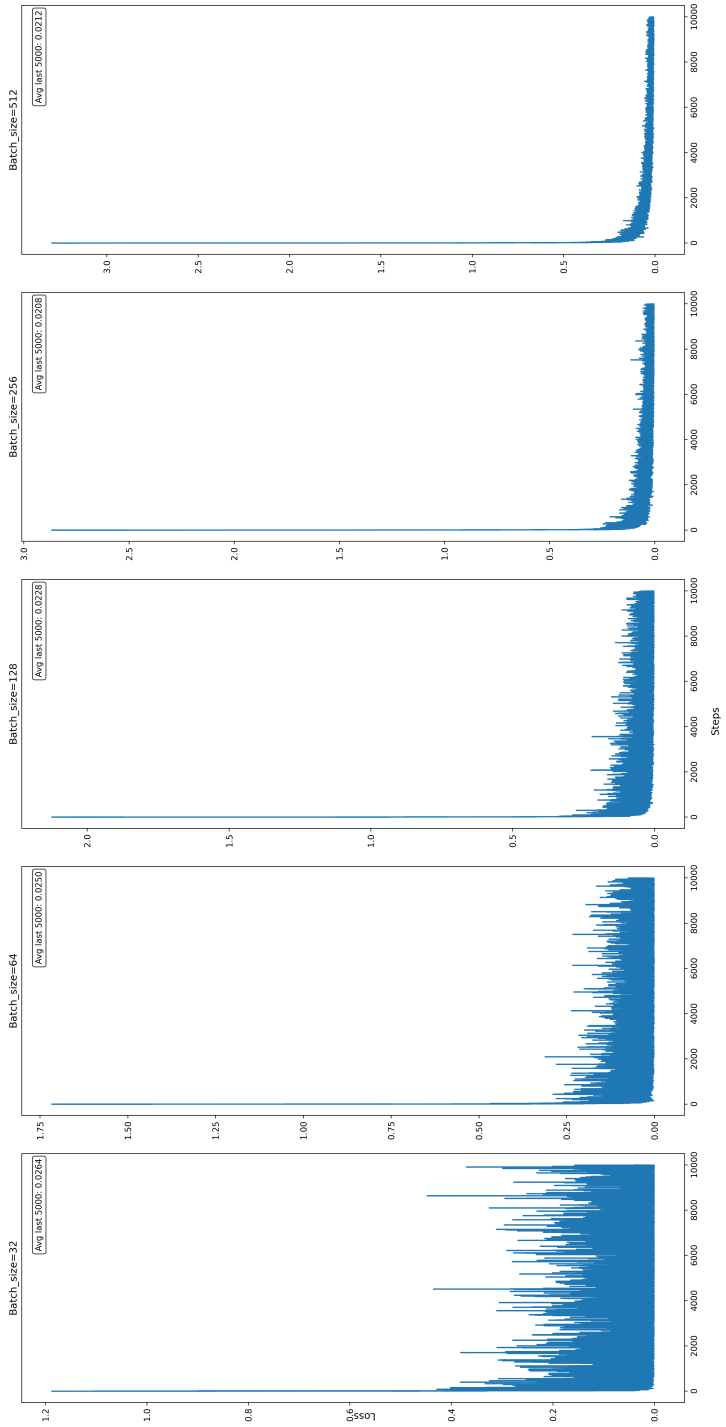 Batch_size=32
Avg last 5000: 0.0264
1.2
1.0
0.8
0.6
0.4
0.2
0.0
Loss
0 2000 4000 6000 8000 10000
Batch_size=64
Avg last 5000: 0.0250
1.75
1.50
1.25
1.00
0.75
0.50
0.25
0.00
0 2000 4000 6000 8000 10000
Batch_size=128
Avg last 5000: 0.0228
2.0
1.5
1.0
0.5
0.0
0 2000 4000 6000 8000 10000
Steps
Batch_size=256
Avg last 5000: 0.0208
3.0
2.5
2.0
1.5
1.0
0.5
0.0
0 2000 4000 6000 8000 10000
Batch_size=512
Avg last 5000: 0.0212
3.0
2.5
2.0
1.5
1.0
0.5
0.0
0 2000 4000 6000 8000 10000